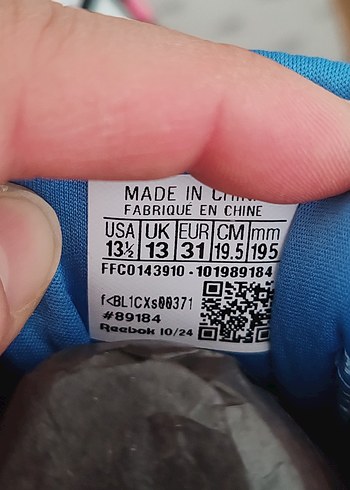 MADE IN CHINA
FABRIQUÉ EN CHINE
USA UK EUR CM mm
13½ 13 31 19.5 195
FFC0143910 - 101989184
f<BL1CXs00371
#89184
Reebok 10/24